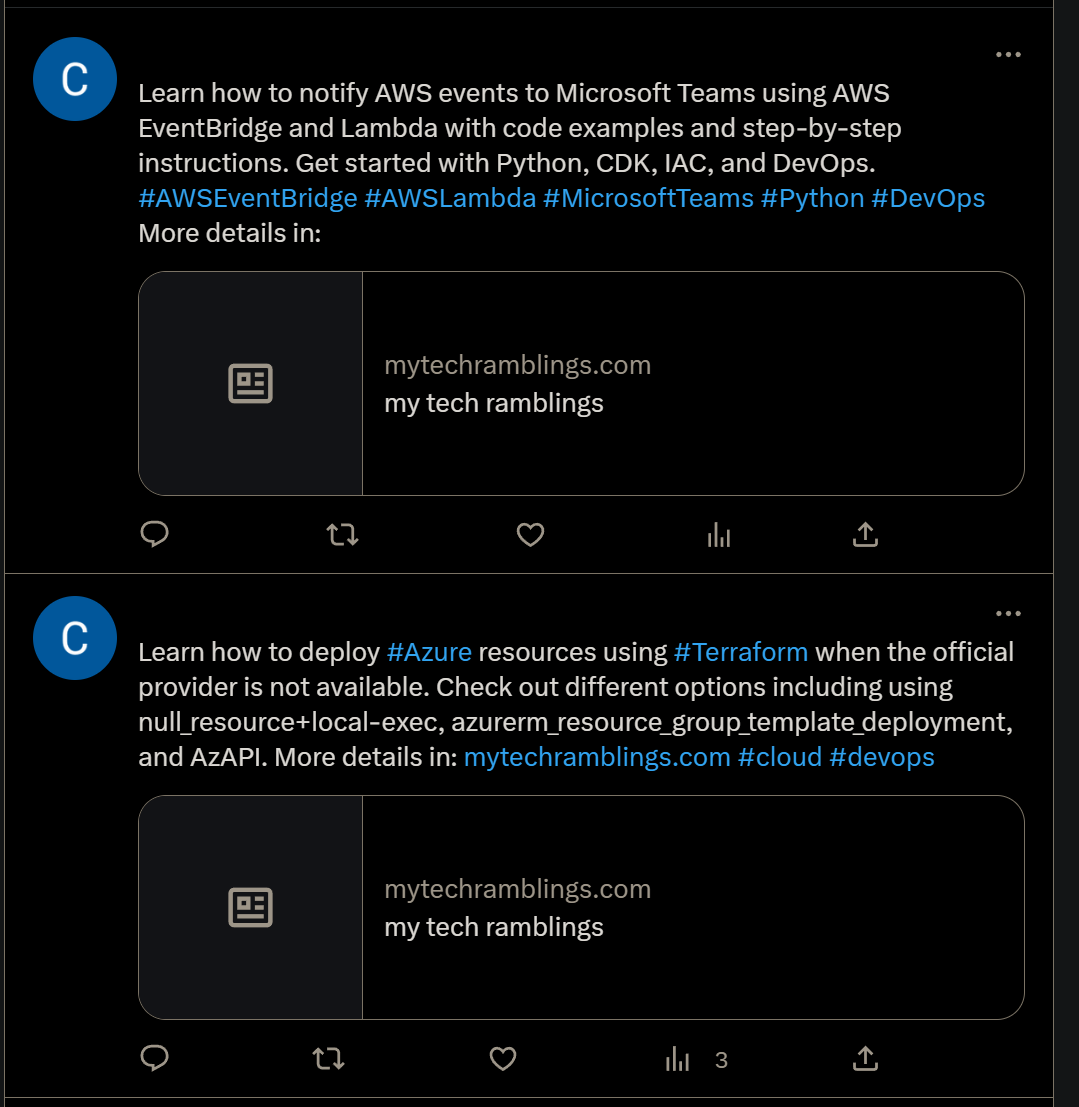 C
Learn how to notify AWS events to Microsoft Teams using AWS
EventBridge and Lambda with code examples and step-by-step
instructions. Get started with Python, CDK, IAC, and DevOps.
#AWSEventBridge #AWSLambda #MicrosoftTeams #Python #DevOps
More details in:
mytechramblings.com
my tech ramblings
C
Learn how to deploy #Azure resources using #Terraform when the official
provider is not available. Check out different options including using
null_resource+local-exec, azurerm_resource_group_template_deployment,
and AzAPI. More details in: mytechramblings.com #cloud #devops
mytechramblings.com
my tech ramblings
3